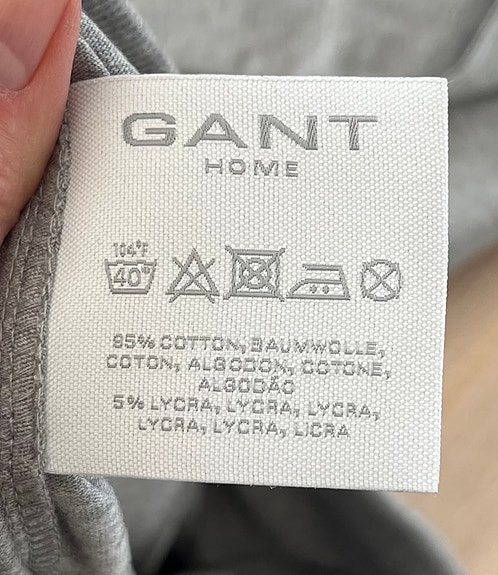 GANT
HOME
104°F
40°
95% COTTON, BAUMWOLLE,
COTON, ALGODON, COTONE,
ALGODÃO
5% LYCRA, LYCRA, LYCRA,
LYCRA, LYCRA, LICRA